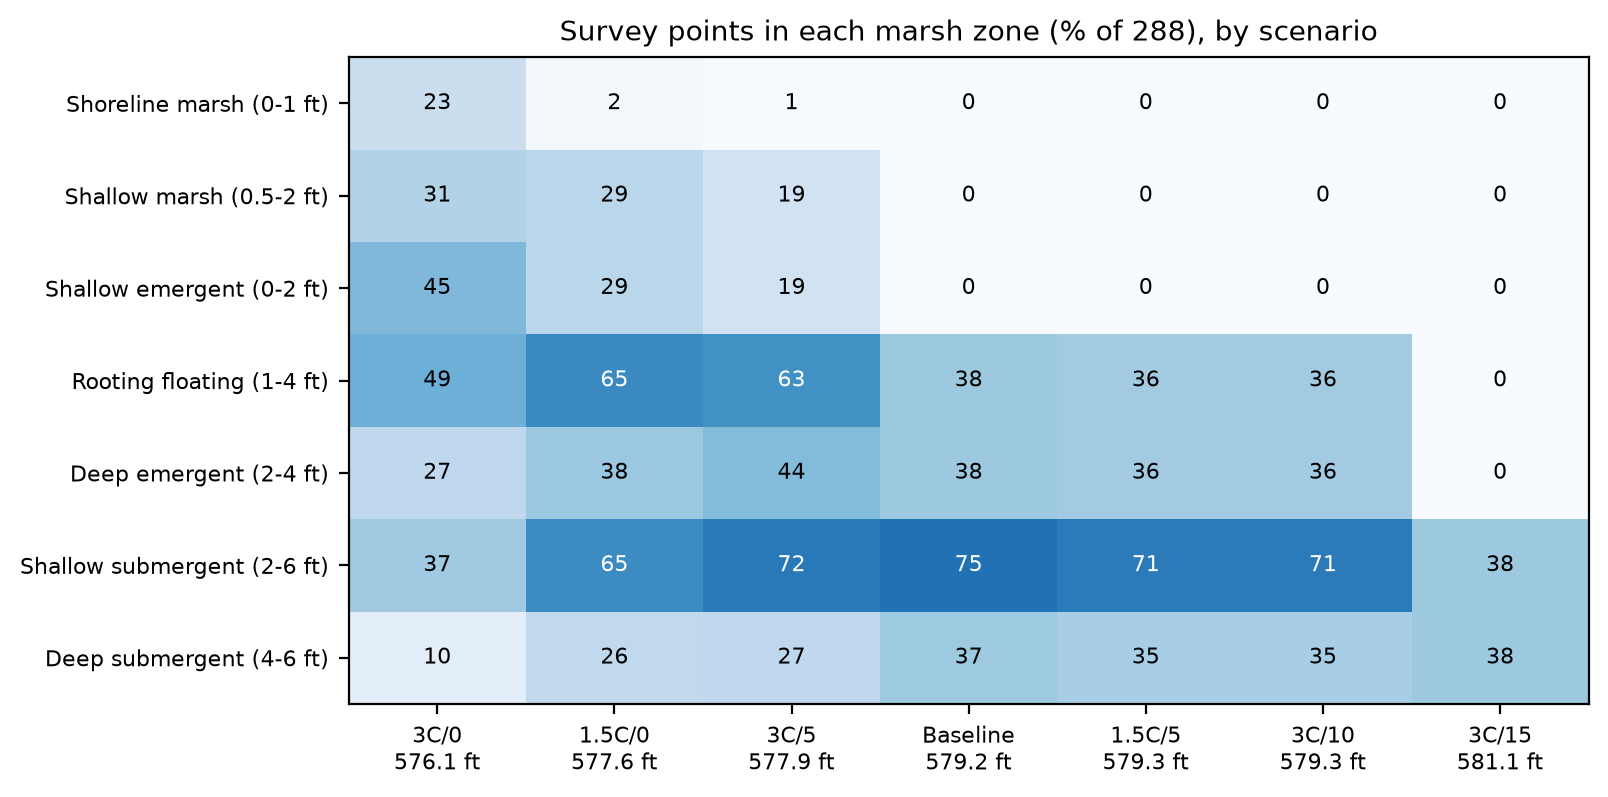 Survey points in each marsh zone (% of 288), by scenario
Shoreline marsh (0-1 ft) 23 2 1 0 0 0 0
Shallow marsh (0.5-2 ft) 31 29 19 0 0 0 0
Shallow emergent (0-2 ft) 45 29 19 0 0 0 0
Rooting floating (1-4 ft) 49 65 63 38 36 36 0
Deep emergent (2-4 ft) 27 38 44 38 36 36 0
Shallow submergent (2-6 ft) 37 65 72 75 71 71 38
Deep submergent (4-6 ft) 10 26 27 37 35 35 38
3C/0 1.5C/0 3C/5 Baseline 1.5C/5 3C/10 3C/15
576.1 ft 577.6 ft 577.9 ft 579.2 ft 579.3 ft 579.3 ft 581.1 ft